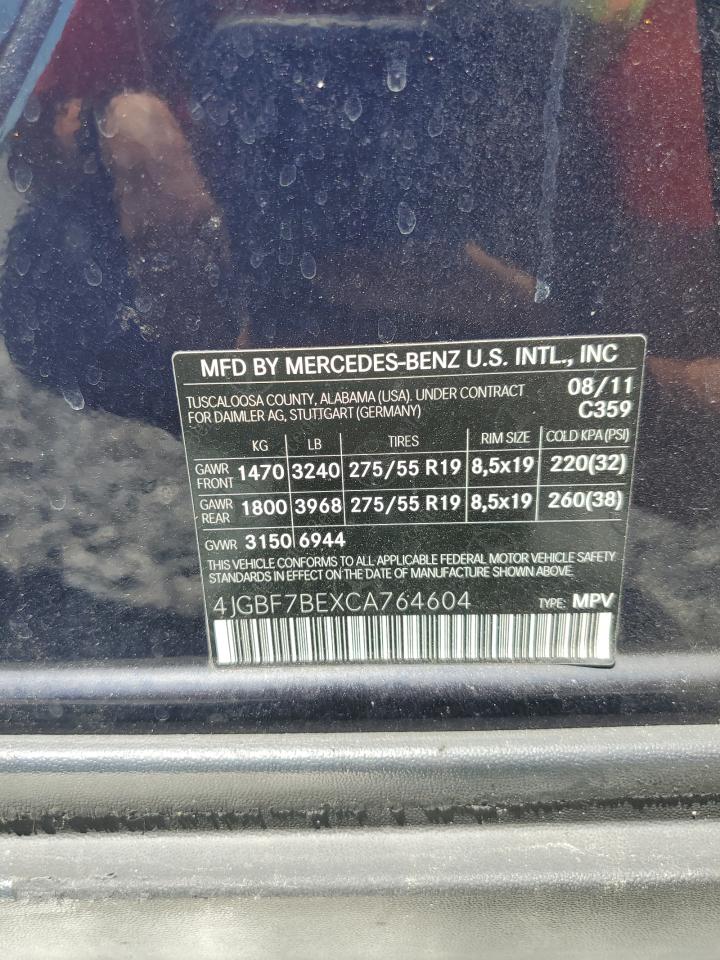 MFD BY MERCEDES-BENZ U.S. INTL., INC
TUSCALOOSA COUNTY, ALABAMA (USA). UNDER CONTRACT 08/11
FOR DAIMLER AG, STUTTGART (GERMANY) C359
KG LB TIRES RIM SIZE COLD KPA(PSI)
GAWR FRONT 1470 3240 275/55 R19 8,5x19 220(32)
GAWR REAR 1800 3968 275/55 R19 8,5x19 260(38)
GVWR 3150 6944
THIS VEHICLE CONFORMS TO ALL APPLICABLE FEDERAL MOTOR VEHICLE SAFETY
STANDARDS IN EFFECT ON THE DATE OF MANUFACTURE SHOWN ABOVE.
4JGBF7BEXCA764604 TYPE: MPV